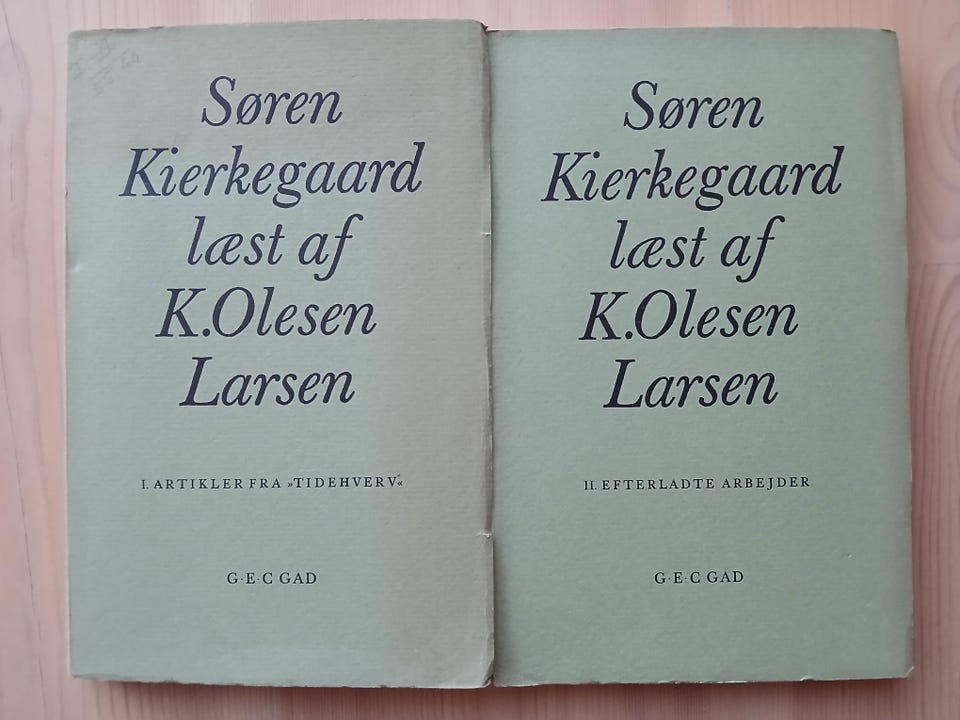 Søren
Kierkegaard
læst af
K.Olesen
Larsen
I. ARTIKLER FRA »TIDEHVERV«
G·E·C GAD
Søren
Kierkegaard
læst af
K.Olesen
Larsen
II. EFTERLADTE ARBEJDER
G·E·C GAD